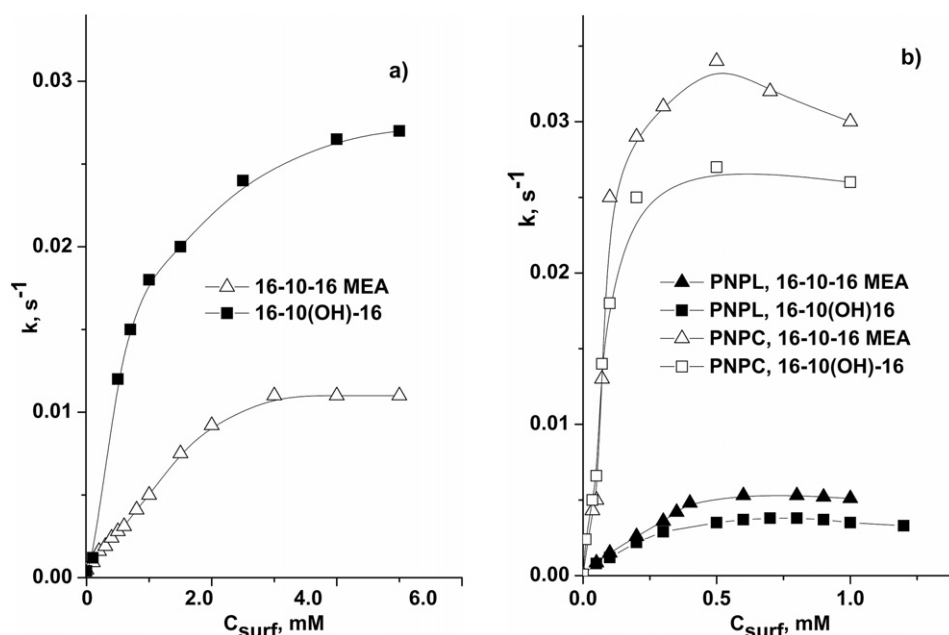 a)
k, s-1
0.03
0.02
0.01
0.00
16-10-16 MEA
16-10(OH)-16
0
2.0
4.0
6.0
Csurf, mM
b)
k, s-1
0.03
0.02
0.01
0.00
PNPL, 16-10-16 MEA
PNPL, 16-10(OH)16
PNPC, 16-10-16 MEA
PNPC, 16-10(OH)-16
0.0
0.5
1.0
Csurf, mM